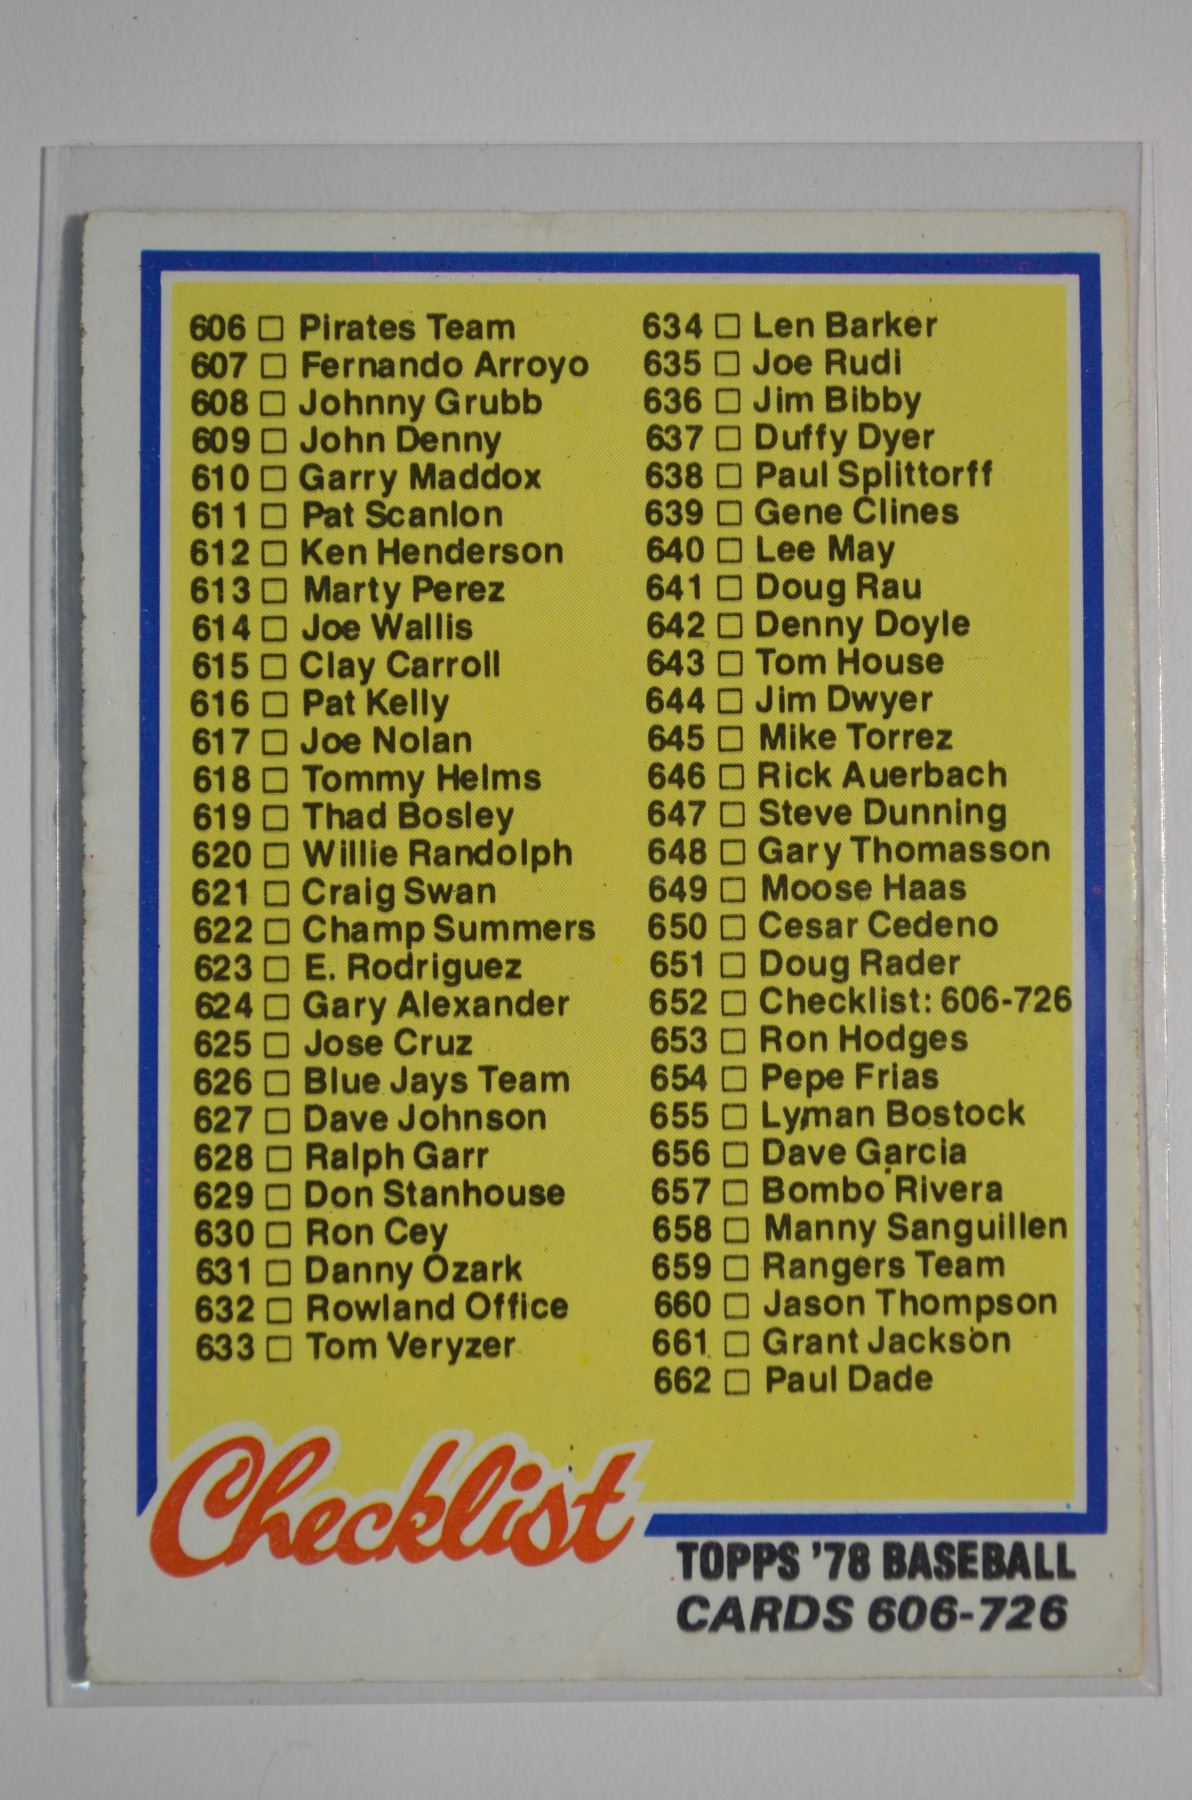 606 □ Pirates Team
607 □ Fernando Arroyo
608 □ Johnny Grubb
609 □ John Denny
610 □ Garry Maddox
611 □ Pat Scanlon
612 □ Ken Henderson
613 □ Marty Perez
614 □ Joe Wallis
615 □ Clay Carroll
616 □ Pat Kelly
617 □ Joe Nolan
618 □ Tommy Helms
619 □ Thad Bosley
620 □ Willie Randolph
621 □ Craig Swan
622 □ Champ Summers
623 □ E. Rodriguez
624 □ Gary Alexander
625 □ Jose Cruz
626 □ Blue Jays Team
627 □ Dave Johnson
628 □ Ralph Garr
629 □ Don Stanhouse
630 □ Ron Cey
631 □ Danny Ozark
632 □ Rowland Office
633 □ Tom Veryzer
634 □ Len Barker
635 □ Joe Rudi
636 □ Jim Bibby
637 □ Duffy Dyer
638 □ Paul Splittorff
639 □ Gene Clines
640 □ Lee May
641 □ Doug Rau
642 □ Denny Doyle
643 □ Tom House
644 □ Jim Dwyer
645 □ Mike Torrez
646 □ Rick Auerbach
647 □ Steve Dunning
648 □ Gary Thomasson
649 □ Moose Haas
650 □ Cesar Cedeno
651 □ Doug Rader
652 □ Checklist: 606-726
653 □ Ron Hodges
654 □ Pepe Frias
655 □ Lyman Bostock
656 □ Dave Garcia
657 □ Bombo Rivera
658 □ Manny Sanguillen
659 □ Rangers Team
660 □ Jason Thompson
661 □ Grant Jackson
662 □ Paul Dade
Checklist
TOPPS '78 BASEBALL
CARDS 606-726